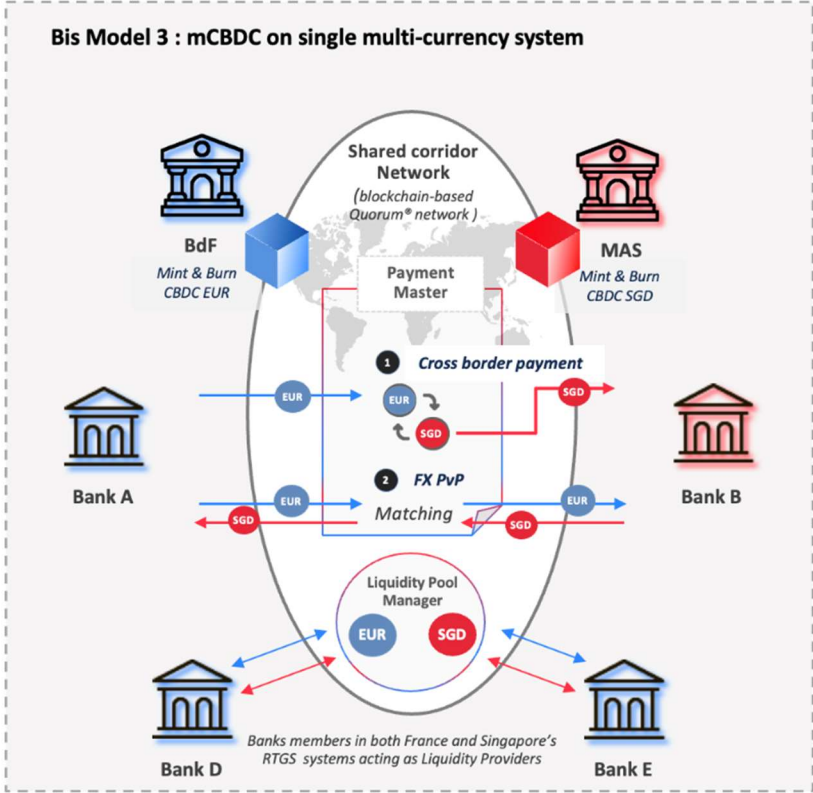 Bis Model 3 : mCBDC on single multi-currency system
Shared corridor
Network
(blockchain-based
Quorum® network )
BdF
Mint & Burn
CBDC EUR
MAS
Mint & Burn
CBDC SGD
Payment
Master
1 Cross border payment
EUR
EUR
SGD
SGD
Bank A
Bank B
2 FX PvP
EUR
EUR
Matching
SGD
SGD
Liquidity Pool
Manager
EUR SGD
Bank D
Banks members in both France and Singapore's
RTGS systems acting as Liquidity Providers
Bank E